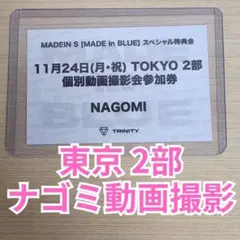 MADEIN S [MADE in BLUE] スペシャル特典会
11月24日(月・祝) TOKYO 2部
個別動画撮影会参加券
NAGOMI
TRINITY
東京2部
ナゴミ動画撮影